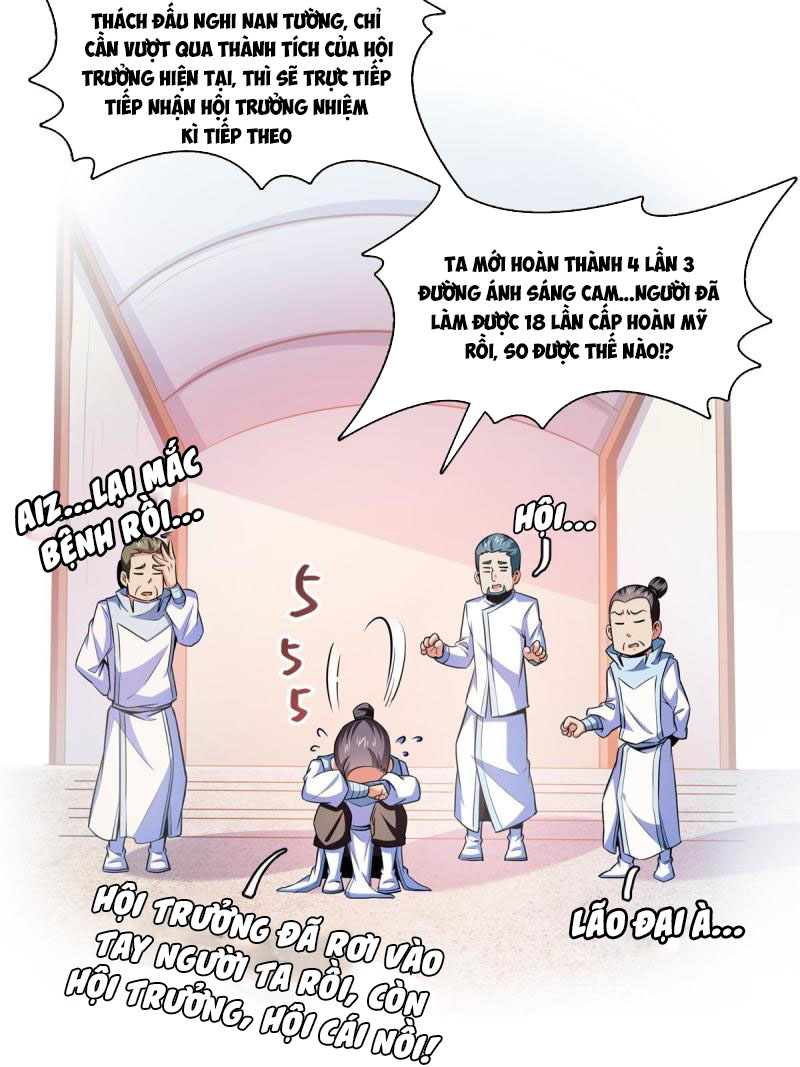 THÁCH ĐẤU NGHI NAN TƯỜNG, CHỈ
CẦN VƯỢT QUA THÀNH TÍCH CỦA HỘI
TRƯỞNG HIỆN TẠI, THÌ SẼ TRỰC TIẾP
TIẾP NHẬN HỘI TRƯỞNG NHIỆM
KÌ TIẾP THEO
TA MỚI HOÀN THÀNH 4 LẦN 3
ĐƯỜNG ÁNH SÁNG CAM...NGƯỜI ĐÃ
LÀM ĐƯỢC 18 LẦN CẤP HOÀN MỸ
RỒI, SO ĐƯỢC THẾ NÀO!?
AIZ...LẠI MẮC
BỆNH RỒI...
HỘI...
5
5
5
LÃO ĐẠI À...
HỘI TRƯỞNG ĐÃ RƠI VÀO
TAY NGƯỜI TA RỒI, CÒN
HỘI TRƯỞNG, HỘI CÁI NỒI!